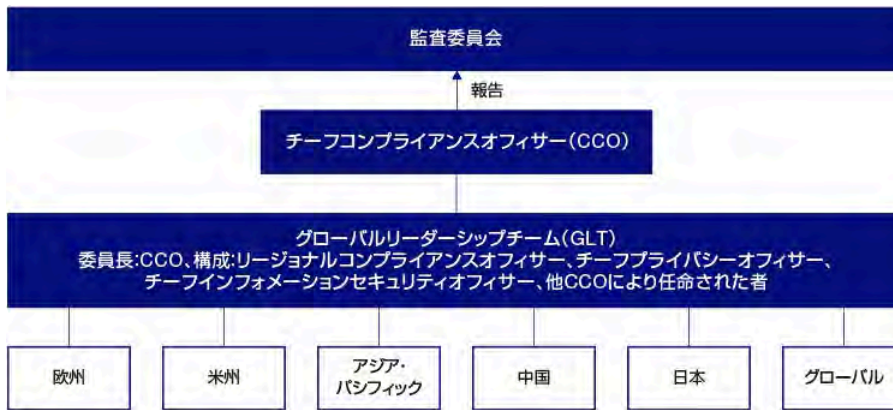 監査委員会
報告
チーフコンプライアンスオフィサー(CCO)
グローバルリーダーシップチーム(GLT)
委員長:CCO、構成:リージョナルコンプライアンスオフィサー、チーフプライバシーオフィサー、
チーフインフォメーションセキュリティオフィサー、他CCOにより任命された者
欧州
米州
アジア・
パシフィック
中国
日本
グローバル